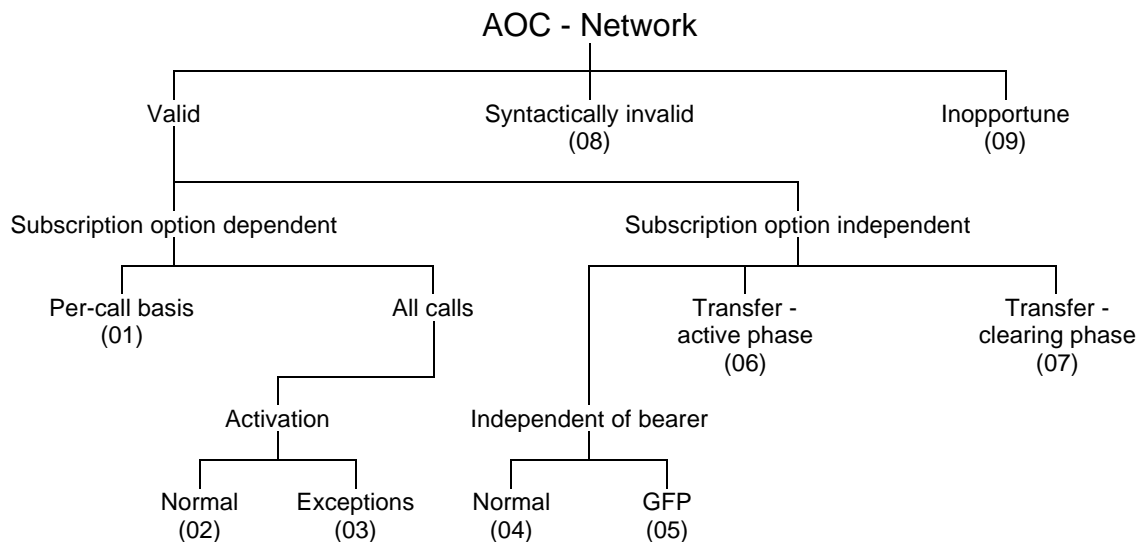 AOC - Network
Valid
Syntactically invalid
(08)
Inopportune
(09)
Subscription option dependent
Subscription option independent
Per-call basis
(01)
All calls
Transfer -
active phase
(06)
Transfer -
clearing phase
(07)
Activation
Independent of bearer
Normal
(02)
Exceptions
(03)
Normal
(04)
GFP
(05)